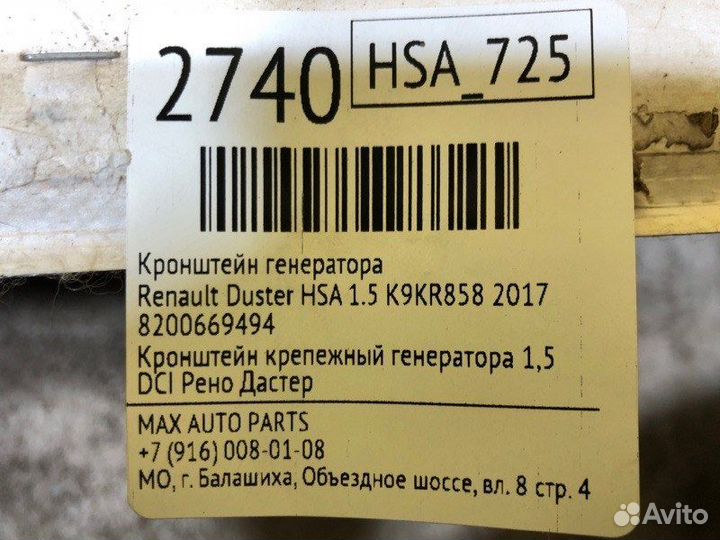 2740
HSA_725
Кронштейн генератора
Renault Duster HSA 1.5 K9KR858 2017
8200669494
Кронштейн крепежный генератора 1,5
DCI Рено Дастер
MAX AUTO PARTS
+7 (916) 008-01-08
МО, г. Балашиха, Объездное шоссе, вл. 8 стр. 4
Avito